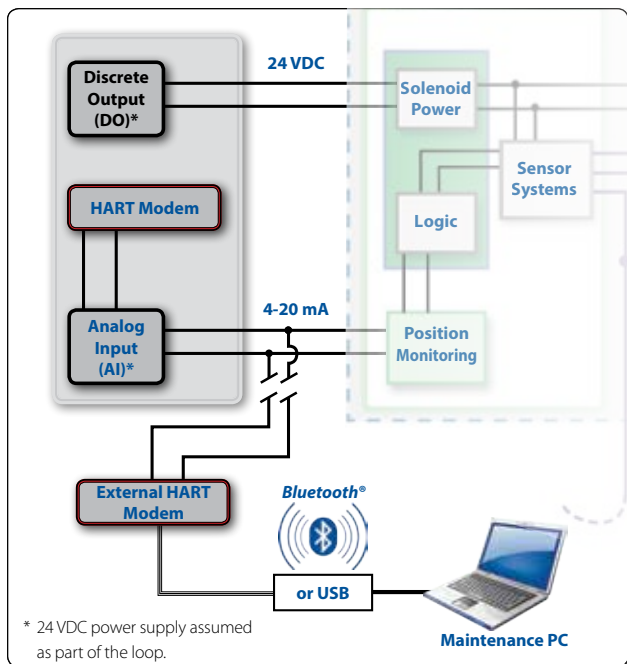 24 VDC
Discrete
Output
(DO)*
Solenoid
Power
Sensor
Systems
HART Modem
Logic
4-20 mA
Analog
Input
(AI)*
Position
Monitoring
External HART
Modem
Bluetooth®
or USB
Maintenance PC
* 24 VDC power supply assumed
as part of the loop.